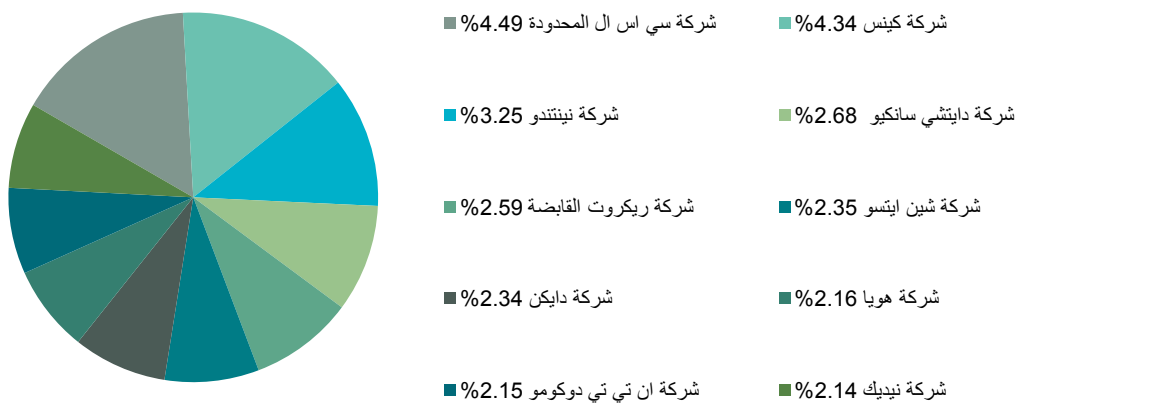 شركة سي اس ال المحدودة 4.49%
شركة كينس 4.34%
شركة نينتندو 3.25%
شركة دايتشي سانكيو 2.68%
شركة ريكروت القابضة 2.59%
شركة شين ايتسو 2.35%
شركة دايكن 2.34%
شركة هويا 2.16%
شركة ان تي تي دوكومو 2.15%
شركة نيديك 2.14%